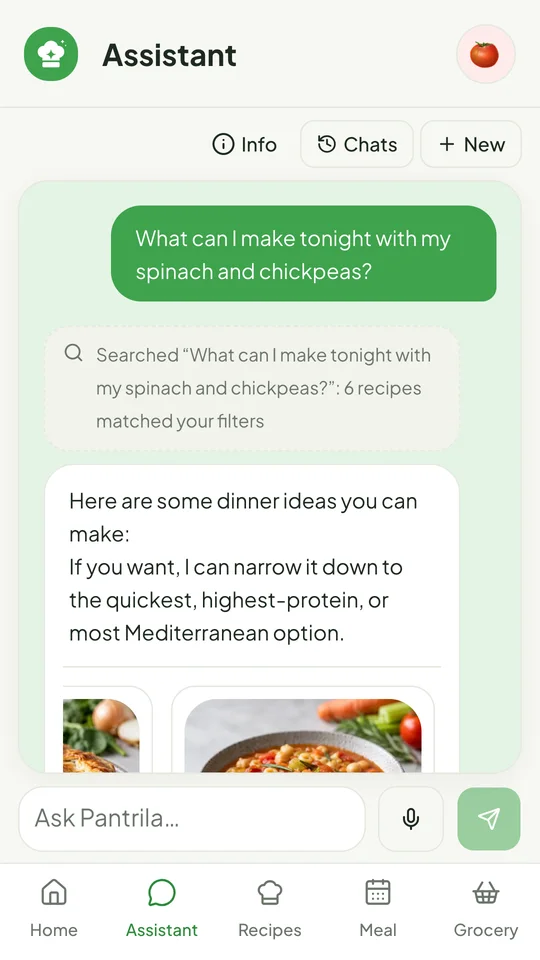 Assistant
Info
Chats
New
What can I make tonight with my
spinach and chickpeas?
Searched “What can I make tonight with
my spinach and chickpeas?”: 6 recipes
matched your filters
Here are some dinner ideas you can
make:
If you want, I can narrow it down to
the quickest, highest-protein, or
most Mediterranean option.
Ask Pantrila...
Home
Assistant
Recipes
Meal
Grocery